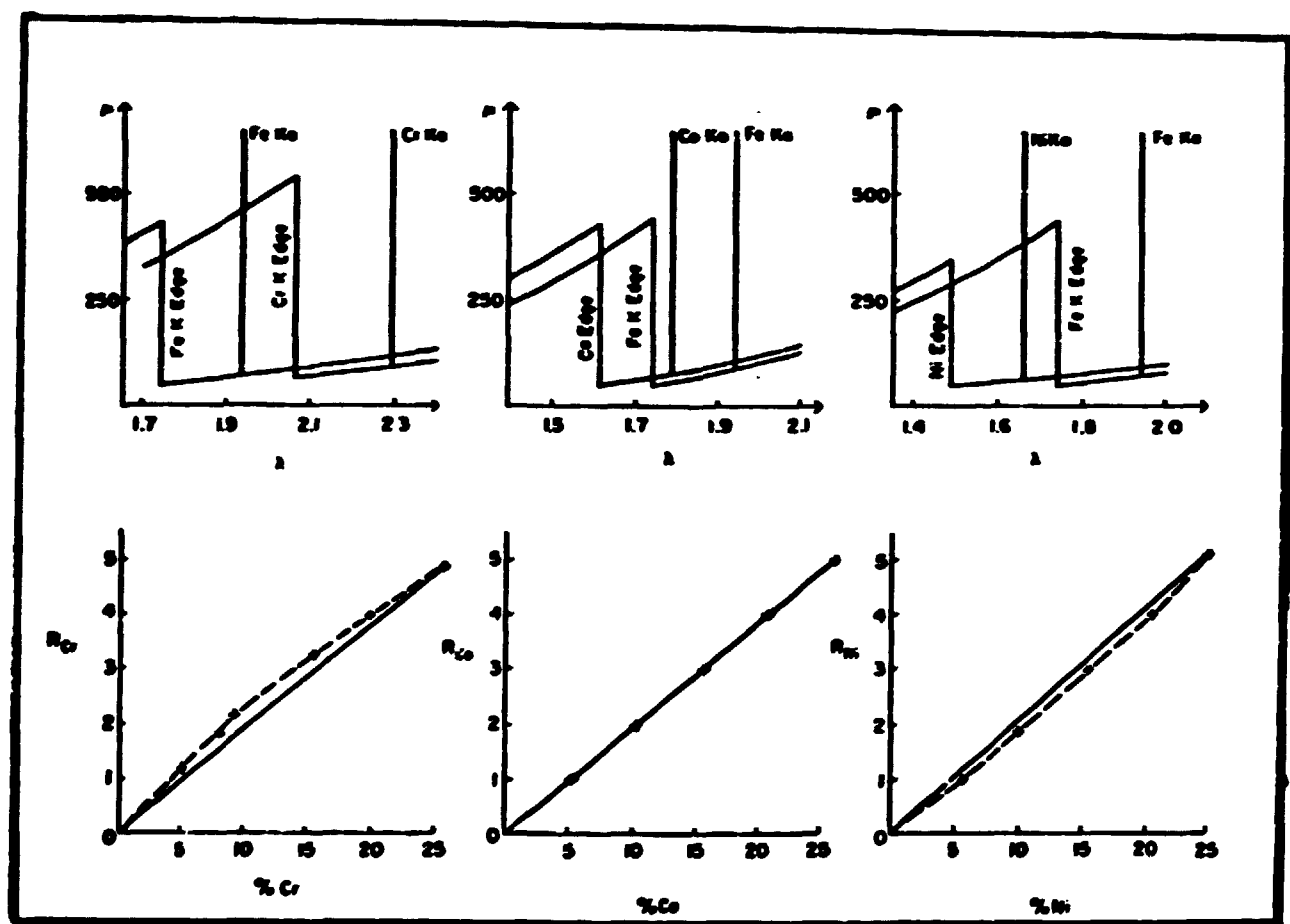 μ
Fe Kα
Cr Kα
500
250
Fe K Edge
Cr K Edge
1.7 1.9 2.1 2.3
λ
μ
Co Kα
Fe Kα
500
250
Co Edge
Fe K Edge
1.5 1.7 1.9 2.1
λ
μ
Ni Kα
Fe Kα
500
250
Ni Edge
Fe K Edge
1.4 1.6 1.8 2.0
λ
R Cr
5
4
3
2
1
0
5 10 15 20 25
% Cr
R Co
5
4
3
2
1
0
5 10 15 20 25
% Co
R Ni
5
4
3
2
1
0
5 10 15 20 25
% Ni